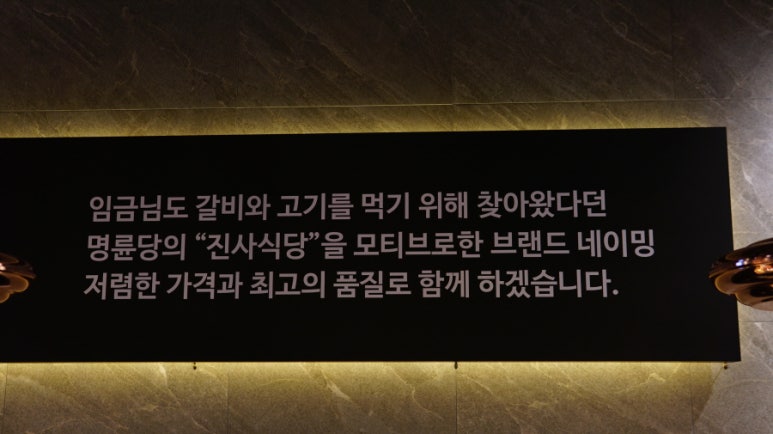 임금님도 갈비와 고기를 먹기 위해 찾아왔다던
명륜당의 “진사식당”을 모티브로한 브랜드 네이밍
저렴한 가격과 최고의 품질로 함께 하겠습니다.